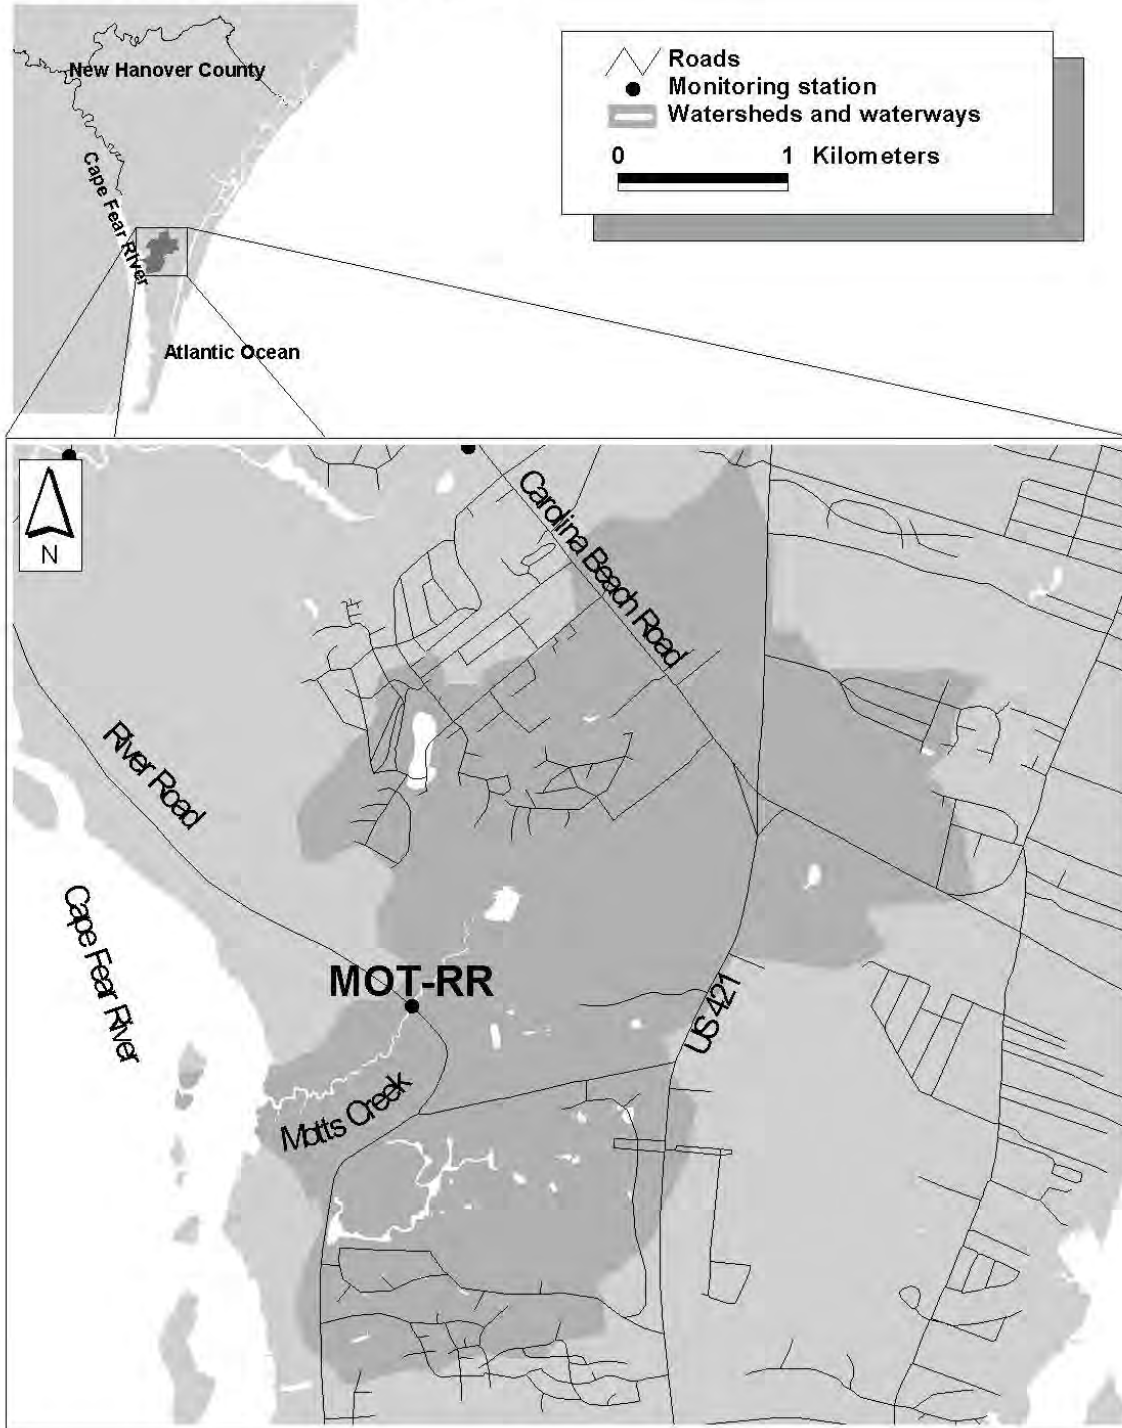 New Hanover County
Cape Fear River
Atlantic Ocean
Roads
Monitoring station
Watersheds and waterways
0 1 Kilometers
N
Carolina Beach Road
River Road
Cape Fear River
MOT-RR
US 421
Motts Creek